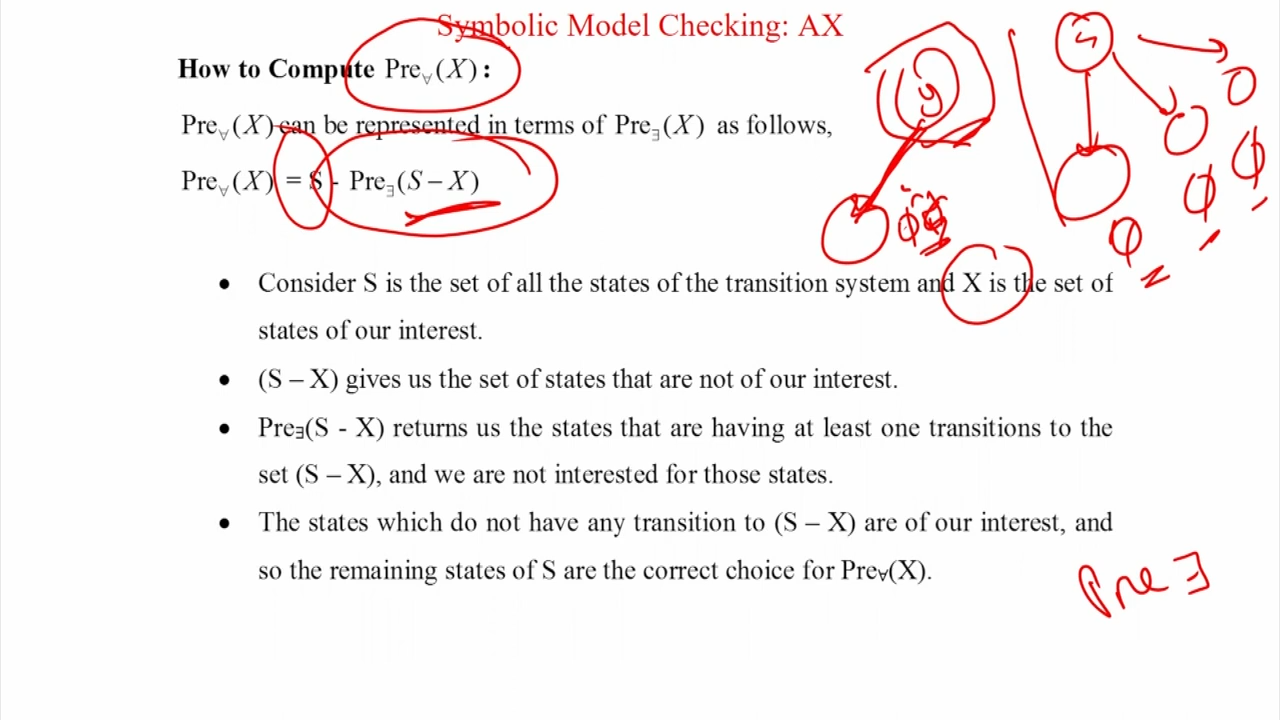 Symbolic Model Checking: AX
How to Compute Pre∀(X) :
Pre∀(X) can be represented in terms of Pre∃(X) as follows,
Pre∀(X) = S - Pre∃(S – X)
• Consider S is the set of all the states of the transition system and X is the set of
states of our interest.
• (S – X) gives us the set of states that are not of our interest.
• Pre∃(S - X) returns us the states that are having at least one transitions to the
set (S – X), and we are not interested for those states.
• The states which do not have any transition to (S – X) are of our interest, and
so the remaining states of S are the correct choice for Pre∀(X).
Pre ∃